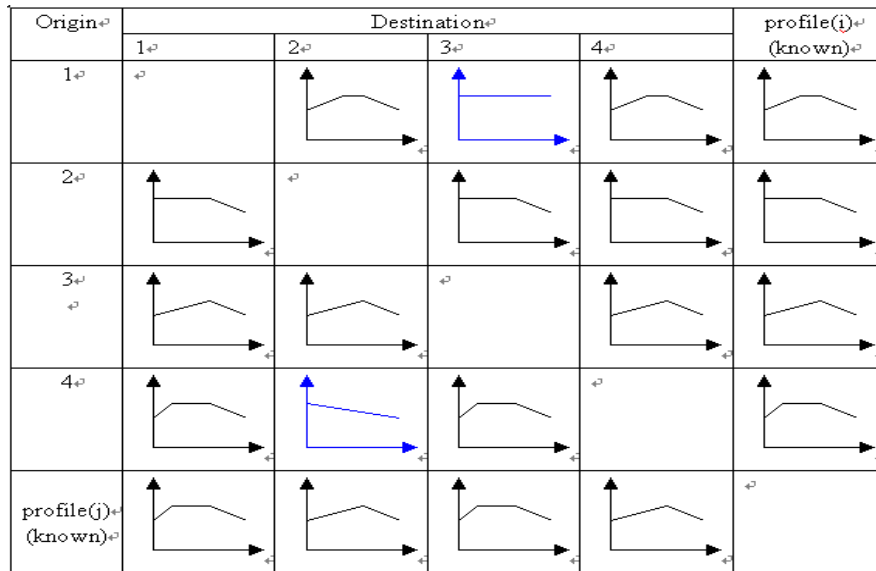 Origin Destination profile(i)
1 2 3 4 (known)
1
2
3
4
profile(j)
(known)